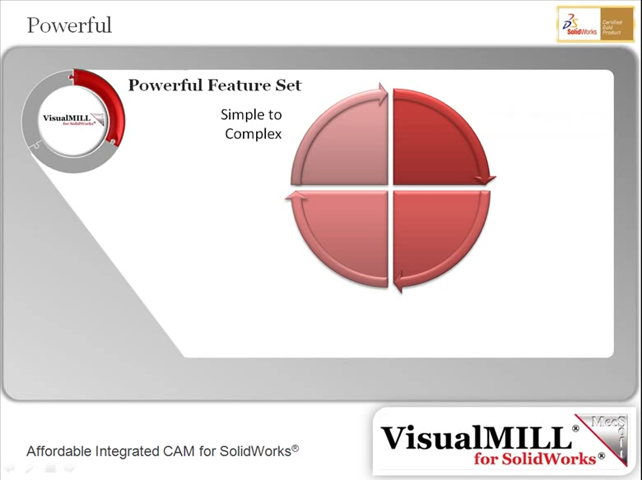 Powerful
SolidWorks
Certified
Gold
Product
Powerful Feature Set
Simple to
Complex
VisualMILL®
for SolidWorks®
Affordable Integrated CAM for SolidWorks®
VisualMILL®
for SolidWorks®
MecSoft